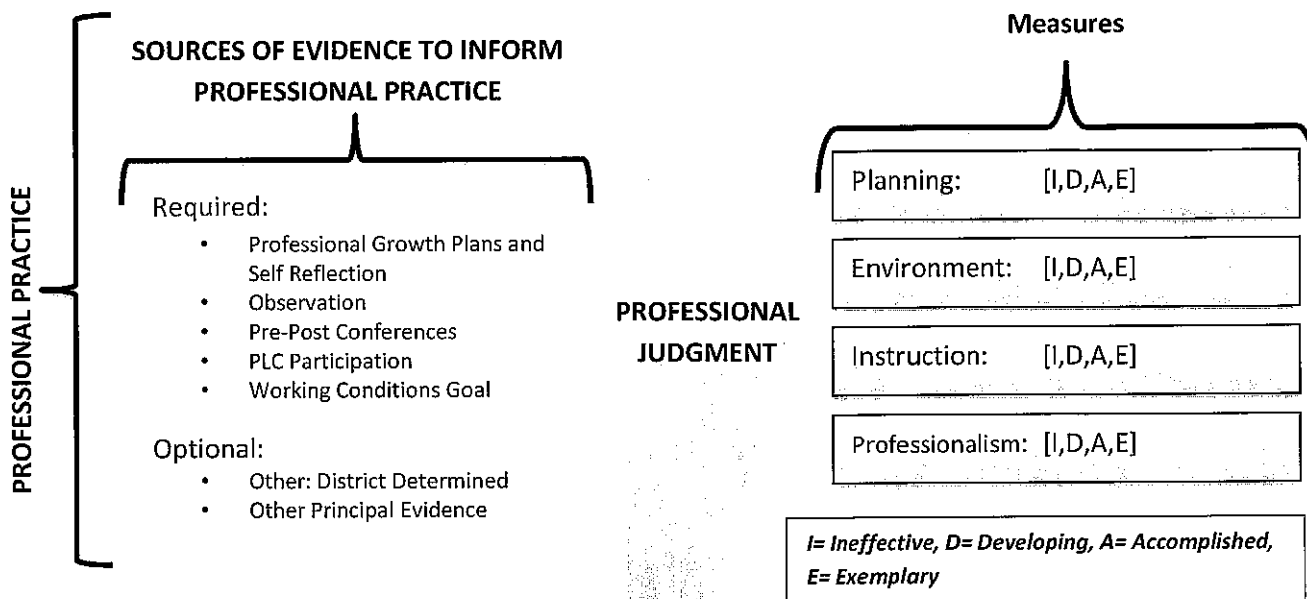 PROFESSIONAL PRACTICE
SOURCES OF EVIDENCE TO INFORM
PROFESSIONAL PRACTICE
Required:
• Professional Growth Plans and
Self Reflection
• Observation
• Pre-Post Conferences
• PLC Participation
• Working Conditions Goal
Optional:
• Other: District Determined
• Other Principal Evidence
PROFESSIONAL
JUDGMENT
Measures
Planning: [I,D,A,E]
Environment: [I,D,A,E]
Instruction: [I,D,A,E]
Professionalism: [I,D,A,E]
I= Ineffective, D= Developing, A= Accomplished,
E= Exemplary